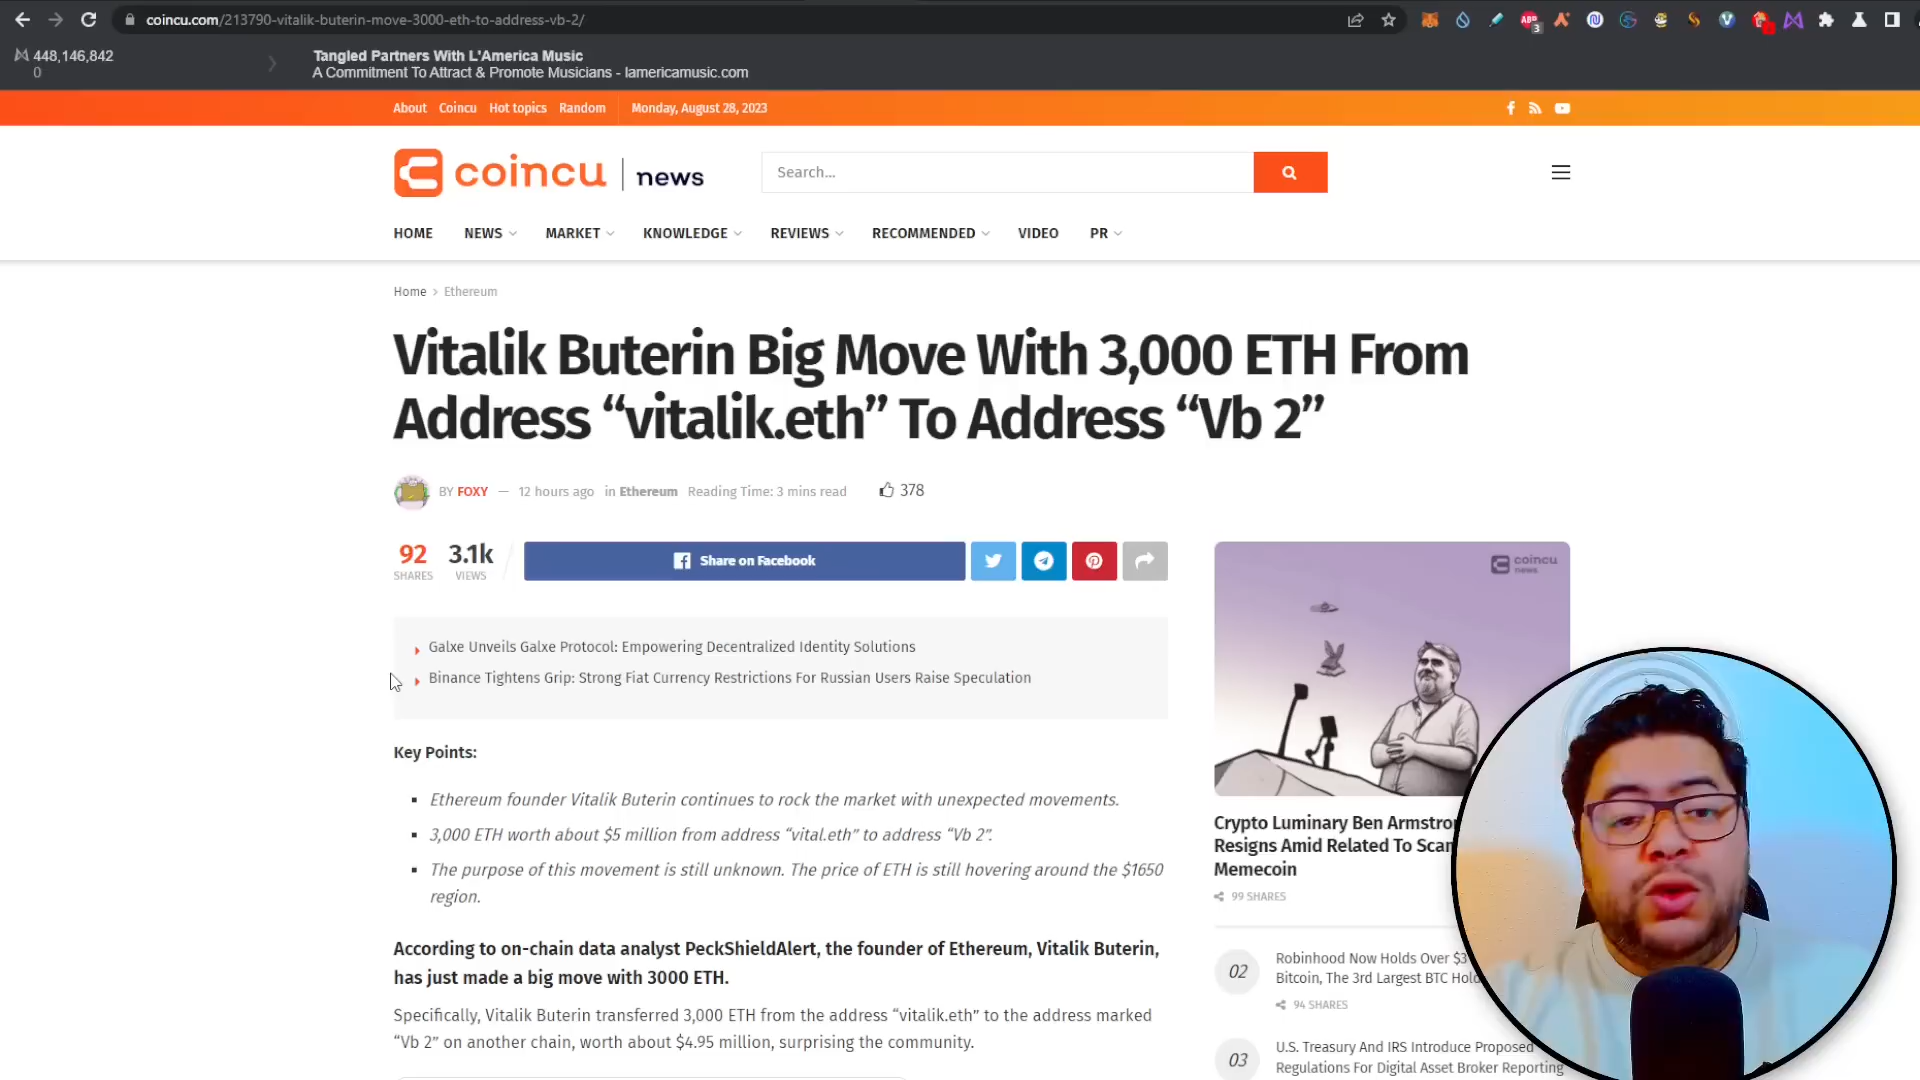 coincu.com/213790-vitalik-buterin-move-3000-eth-to-address-vb-2/
448,146,842
0
Tangled Partners With L'America Music
A Commitment To Attract & Promote Musicians - lamericamusic.com
About Coincu Hot topics Random Monday, August 28, 2023
coincu | news
Search...
HOME NEWS MARKET KNOWLEDGE REVIEWS RECOMMENDED VIDEO PR
Home > Ethereum
Vitalik Buterin Big Move With 3,000 ETH From
Address “vitalik.eth” To Address “Vb 2”
BY FOXY — 12 hours ago in Ethereum Reading Time: 3 mins read 378
92 SHARES 3.1k VIEWS
Share on Facebook
Galxe Unveils Galxe Protocol: Empowering Decentralized Identity Solutions
Binance Tightens Grip: Strong Fiat Currency Restrictions For Russian Users Raise Speculation
Key Points:
Ethereum founder Vitalik Buterin continues to rock the market with unexpected movements.
3,000 ETH worth about $5 million from address “vital.eth” to address “Vb 2”.
The purpose of this movement is still unknown. The price of ETH is still hovering around the $1650
region.
According to on-chain data analyst PeckShieldAlert, the founder of Ethereum, Vitalik Buterin,
has just made a big move with 3000 ETH.
Specifically, Vitalik Buterin transferred 3,000 ETH from the address “vitalik.eth” to the address marked
“Vb 2” on another chain, worth about $4.95 million, surprising the community.
coincu
news
Crypto Luminary Ben
Resigns Amid Related To
Memecoin
99 SHARES
02
Robinhood Now Holds Over
Bitcoin, The 3rd Largest BTC
94 SHARES
03
U.S. Treasury And IRS Introduce Proposed
Regulations For Digital Asset Broker Reporting